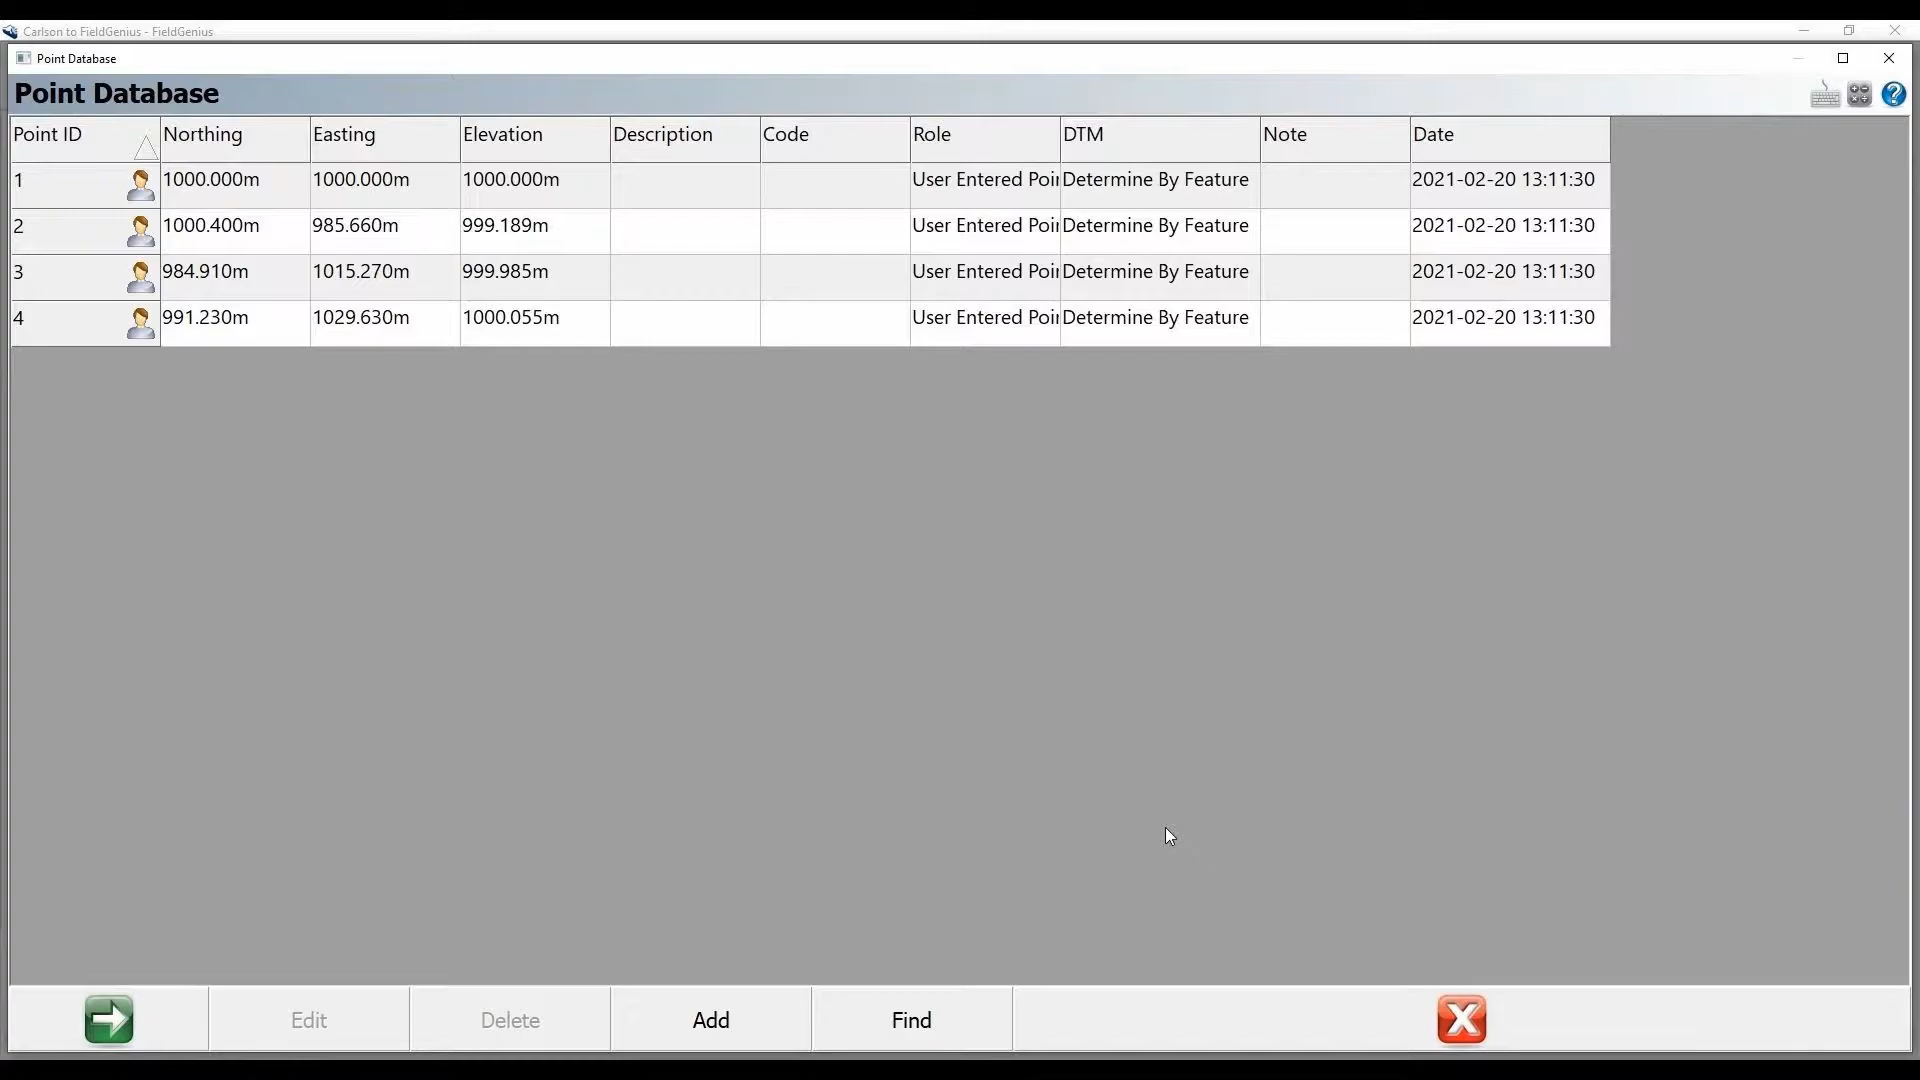 Carlson to FieldGenius - FieldGenius
Point Database
Point Database
Point ID Northing Easting Elevation Description Code Role DTM Note Date
1 1000.000m 1000.000m 1000.000m User Entered Poir Determine By Feature 2021-02-20 13:11:30
2 1000.400m 985.660m 999.189m User Entered Poir Determine By Feature 2021-02-20 13:11:30
3 984.910m 1015.270m 999.985m User Entered Poir Determine By Feature 2021-02-20 13:11:30
4 991.230m 1029.630m 1000.055m User Entered Poir Determine By Feature 2021-02-20 13:11:30
Edit Delete Add Find